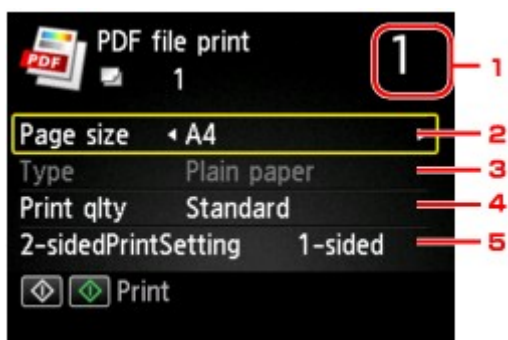 PDF file print
PDF
1
1
1
Page size A4
2
Type Plain paper
3
Print qlty Standard
4
2-sidedPrintSetting 1-sided
5
Print